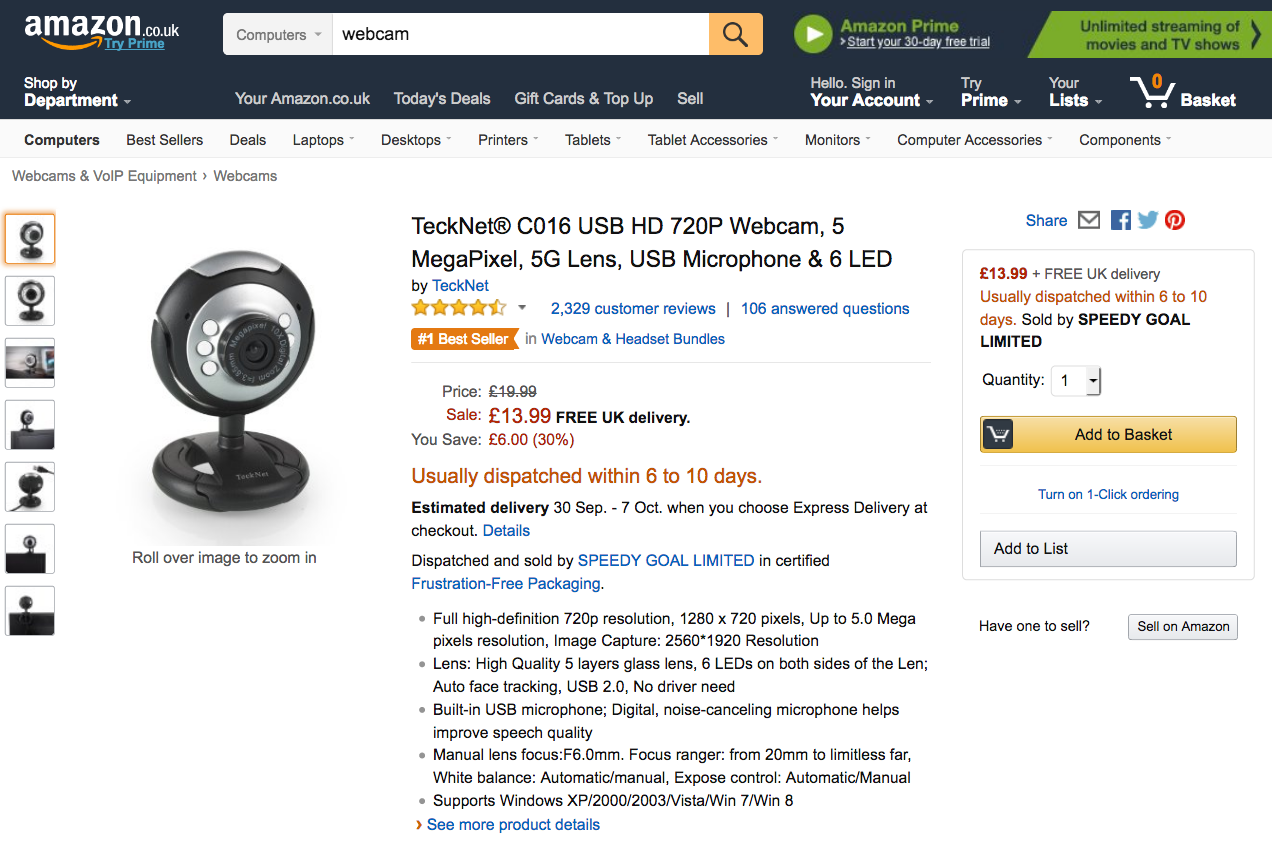 amazon.co.uk
Try Prime
Computers
webcam
Amazon Prime
Start your 30-day free trial
Unlimited streaming of
movies and TV shows
Shop by
Department
Your Amazon.co.uk
Today's Deals
Gift Cards & Top Up
Sell
Hello. Sign in
Your Account
Try
Prime
Your
Lists
0
Basket
Computers
Best Sellers
Deals
Laptops
Desktops
Printers
Tablets
Tablet Accessories
Monitors
Computer Accessories
Components
Webcams & VoIP Equipment › Webcams
Megapixel 10X Digital Zoom
TeckNet
Roll over image to zoom in
TeckNet® C016 USB HD 720P Webcam, 5
MegaPixel, 5G Lens, USB Microphone & 6 LED
by TeckNet
2,329 customer reviews | 106 answered questions
#1 Best Seller in Webcam & Headset Bundles
Price: £19.99
Sale: £13.99 FREE UK delivery.
You Save: £6.00 (30%)
Usually dispatched within 6 to 10 days.
Estimated delivery 30 Sep. - 7 Oct. when you choose Express Delivery at
checkout. Details
Dispatched and sold by SPEEDY GOAL LIMITED in certified
Frustration-Free Packaging.
• Full high-definition 720p resolution, 1280 x 720 pixels, Up to 5.0 Mega
pixels resolution, Image Capture: 2560*1920 Resolution
• Lens: High Quality 5 layers glass lens, 6 LEDs on both sides of the Len;
Auto face tracking, USB 2.0, No driver need
• Built-in USB microphone; Digital, noise-canceling microphone helps
improve speech quality
• Manual lens focus:F6.0mm. Focus ranger: from 20mm to limitless far,
White balance: Automatic/manual, Expose control: Automatic/Manual
• Supports Windows XP/2000/2003/Vista/Win 7/Win 8
› See more product details
Share
£13.99 + FREE UK delivery
Usually dispatched within 6 to 10
days. Sold by SPEEDY GOAL
LIMITED
Quantity: 1
Add to Basket
Turn on 1-Click ordering
Add to List
Have one to sell?
Sell on Amazon